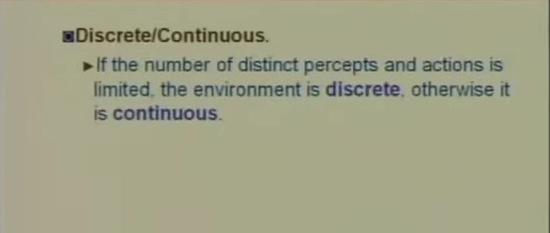 Discrete/Continuous.
If the number of distinct percepts and actions is
limited, the environment is discrete, otherwise it
is continuous.